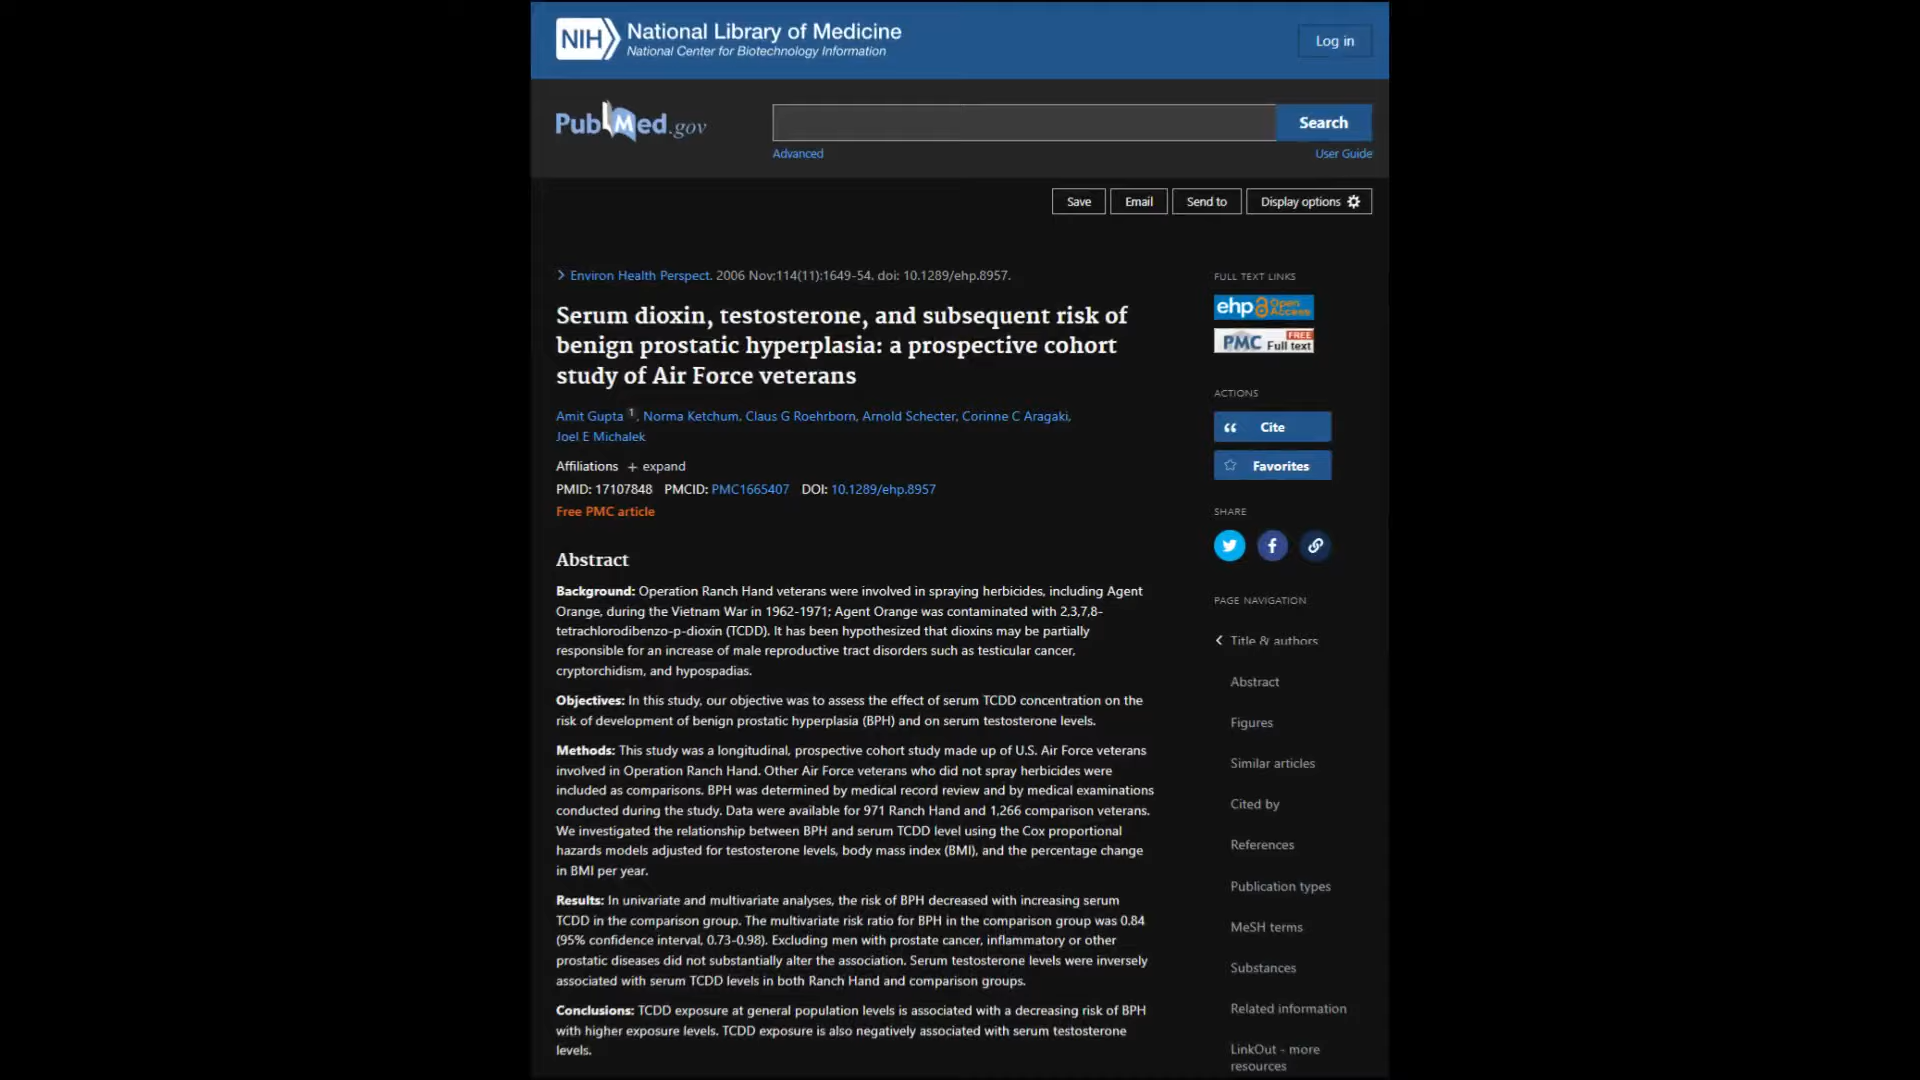 NIH National Library of Medicine
National Center for Biotechnology Information
Log in
PubMed.gov
Search
Advanced
User Guide
Save
Email
Send to
Display options
Environ Health Perspect. 2006 Nov;114(11):1649-54. doi: 10.1289/ehp.8957.
Serum dioxin, testosterone, and subsequent risk of
benign prostatic hyperplasia: a prospective cohort
study of Air Force veterans
Amit Gupta 1, Norma Ketchum, Claus G Roehrborn, Arnold Schecter, Corinne C Aragaki,
Joel E Michalek
Affiliations + expand
PMID: 17107848 PMCID: PMC1665407 DOI: 10.1289/ehp.8957
Free PMC article
Abstract
Background: Operation Ranch Hand veterans were involved in spraying herbicides, including Agent
Orange, during the Vietnam War in 1962-1971; Agent Orange was contaminated with 2,3,7,8-
tetrachlorodibenzo-p-dioxin (TCDD). It has been hypothesized that dioxins may be partially
responsible for an increase of male reproductive tract disorders such as testicular cancer,
cryptorchidism, and hypospadias.
Objectives: In this study, our objective was to assess the effect of serum TCDD concentration on the
risk of development of benign prostatic hyperplasia (BPH) and on serum testosterone levels.
Methods: This study was a longitudinal, prospective cohort study made up of U.S. Air Force veterans
involved in Operation Ranch Hand. Other Air Force veterans who did not spray herbicides were
included as comparisons. BPH was determined by medical record review and by medical examinations
conducted during the study. Data were available for 971 Ranch Hand and 1,266 comparison veterans.
We investigated the relationship between BPH and serum TCDD level using the Cox proportional
hazards models adjusted for testosterone levels, body mass index (BMI), and the percentage change
in BMI per year.
Results: In univariate and multivariate analyses, the risk of BPH decreased with increasing serum
TCDD in the comparison group. The multivariate risk ratio for BPH in the comparison group was 0.84
(95% confidence interval, 0.73-0.98). Excluding men with prostate cancer, inflammatory or other
prostatic diseases did not substantially alter the association. Serum testosterone levels were inversely
associated with serum TCDD levels in both Ranch Hand and comparison groups.
Conclusions: TCDD exposure at general population levels is associated with a decreasing risk of BPH
with higher exposure levels. TCDD exposure is also negatively associated with serum testosterone
levels.
FULL TEXT LINKS
ehp Open Access
PMC FREE Full text
ACTIONS
Cite
Favorites
SHARE
PAGE NAVIGATION
Title & authors
Abstract
Figures
Similar articles
Cited by
References
Publication types
MeSH terms
Substances
Related information
LinkOut - more
resources